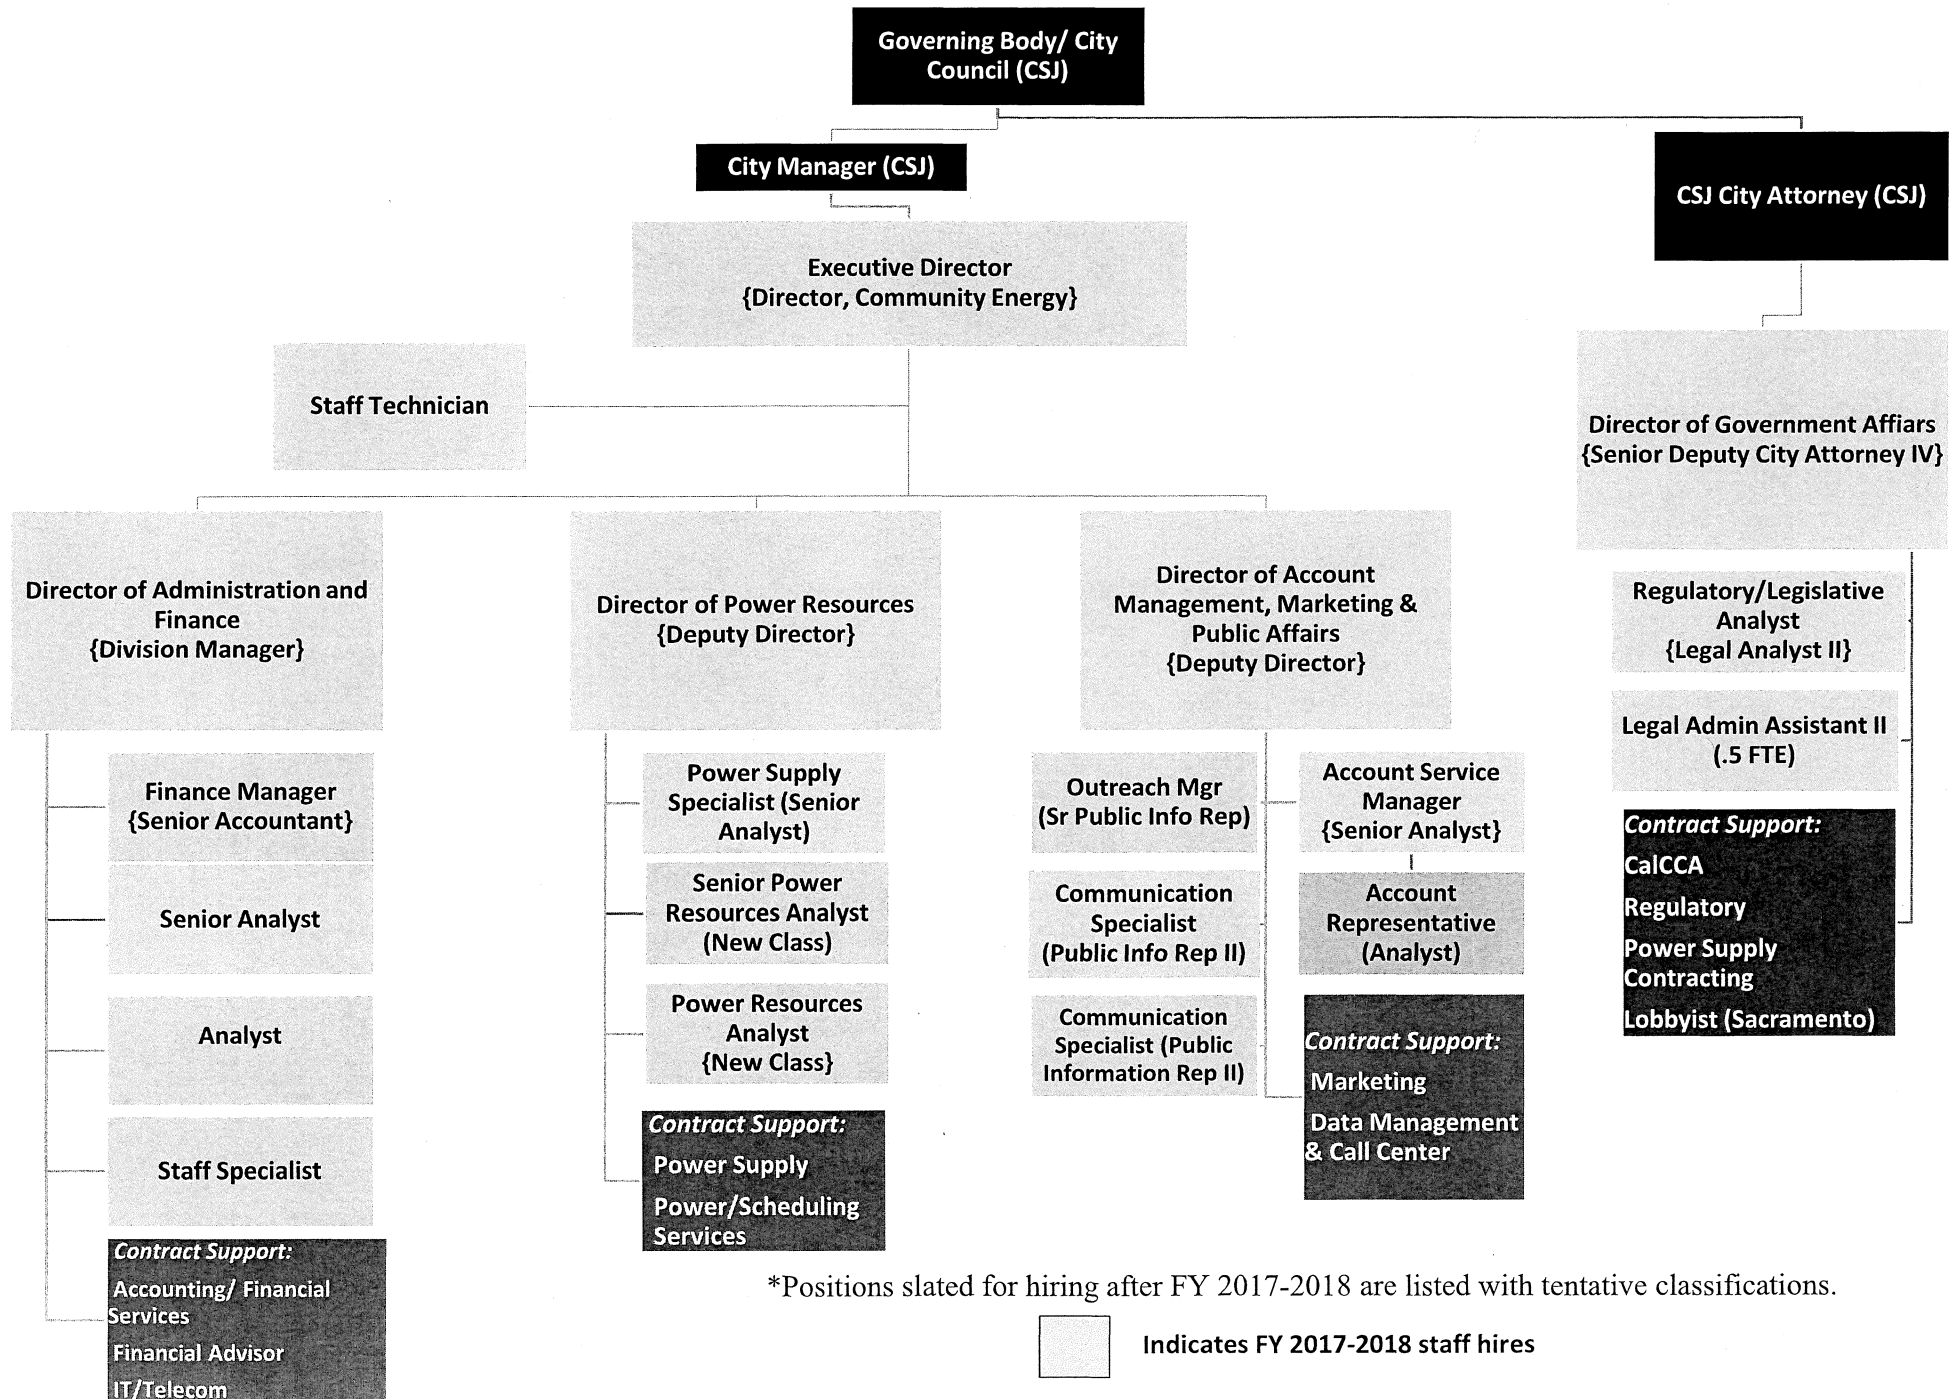 Governing Body/ City
Council (CSJ)
City Manager (CSJ)
CSJ City Attorney (CSJ)
Executive Director
{Director, Community Energy}
Staff Technician
Director of Government Affiars
{Senior Deputy City Attorney IV}
Director of Administration and
Finance
{Division Manager}
Director of Power Resources
{Deputy Director}
Director of Account
Management, Marketing &
Public Affairs
{Deputy Director}
Regulatory/Legislative
Analyst
{Legal Analyst II}
Legal Admin Assistant II
(.5 FTE)
Contract Support:
CalCCA
Regulatory
Power Supply
Contracting
Lobbyist (Sacramento)
Finance Manager
{Senior Accountant}
Senior Analyst
Analyst
Staff Specialist
Contract Support:
Accounting/ Financial
Services
Financial Advisor
IT/Telecom
Power Supply
Specialist (Senior
Analyst)
Senior Power
Resources Analyst
(New Class)
Power Resources
Analyst
{New Class}
Contract Support:
Power Supply
Power/Scheduling
Services
Outreach Mgr
(Sr Public Info Rep)
Communication
Specialist
(Public Info Rep II)
Communication
Specialist (Public
Information Rep II)
Account Service
Manager
{Senior Analyst}
Account
Representative
(Analyst)
Contract Support:
Marketing
Data Management
& Call Center
*Positions slated for hiring after FY 2017-2018 are listed with tentative classifications.
Indicates FY 2017-2018 staff hires